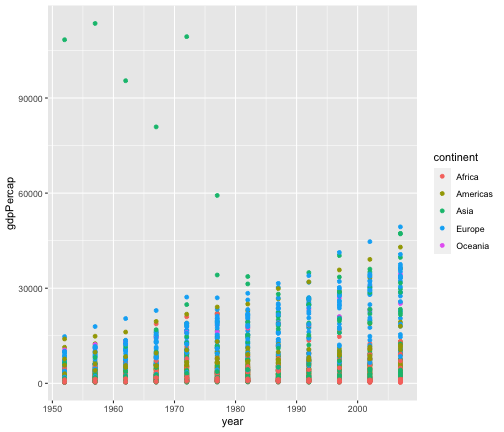 gdpPercap
90000
60000
30000
0
1950
1960
1970
1980
1990
2000
year
continent
Africa
Americas
Asia
Europe
Oceania